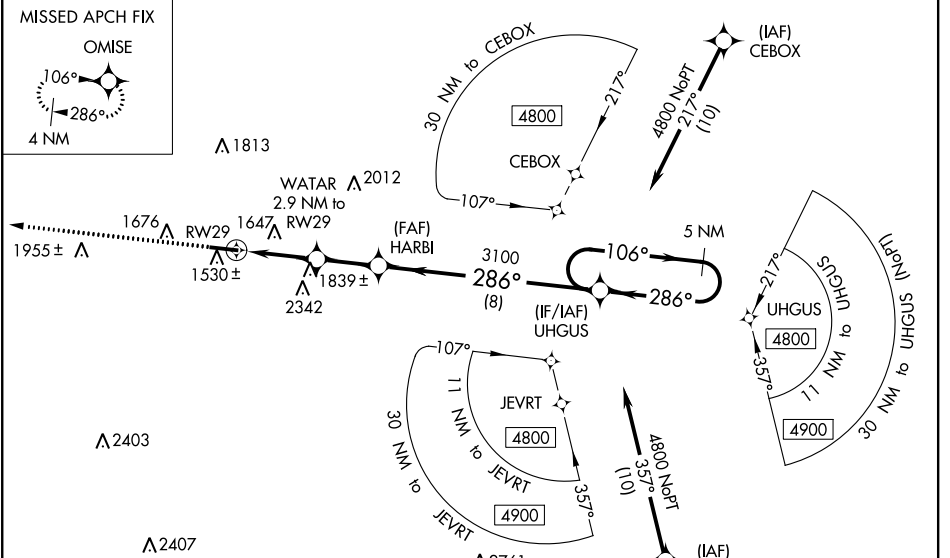 MISSED APCH FIX
OMISE
106°
286°
4 NM
1813
WATAR
2.9 NM to
RW29
2012
1676
RW29
1647
1955 ±
1530 ±
1839 ±
2342
(FAF)
HARBI
3100
286°
(8)
106°
5 NM
286°
(IF/IAF)
UHGUS
30 NM to CEBOX
4800
217°
CEBOX
107°
(IAF)
CEBOX
4800 NoPT
217°
(10)
217°
UHGUS
4800
357°
11 NM to UHGUS
4900
30 NM to UHGUS (NoPT)
107°
JEVRT
4800
11 NM to JEVRT
357°
4900
30 NM to JEVRT
4800 NoPT
357°
(10)
(IAF)
2403
2407